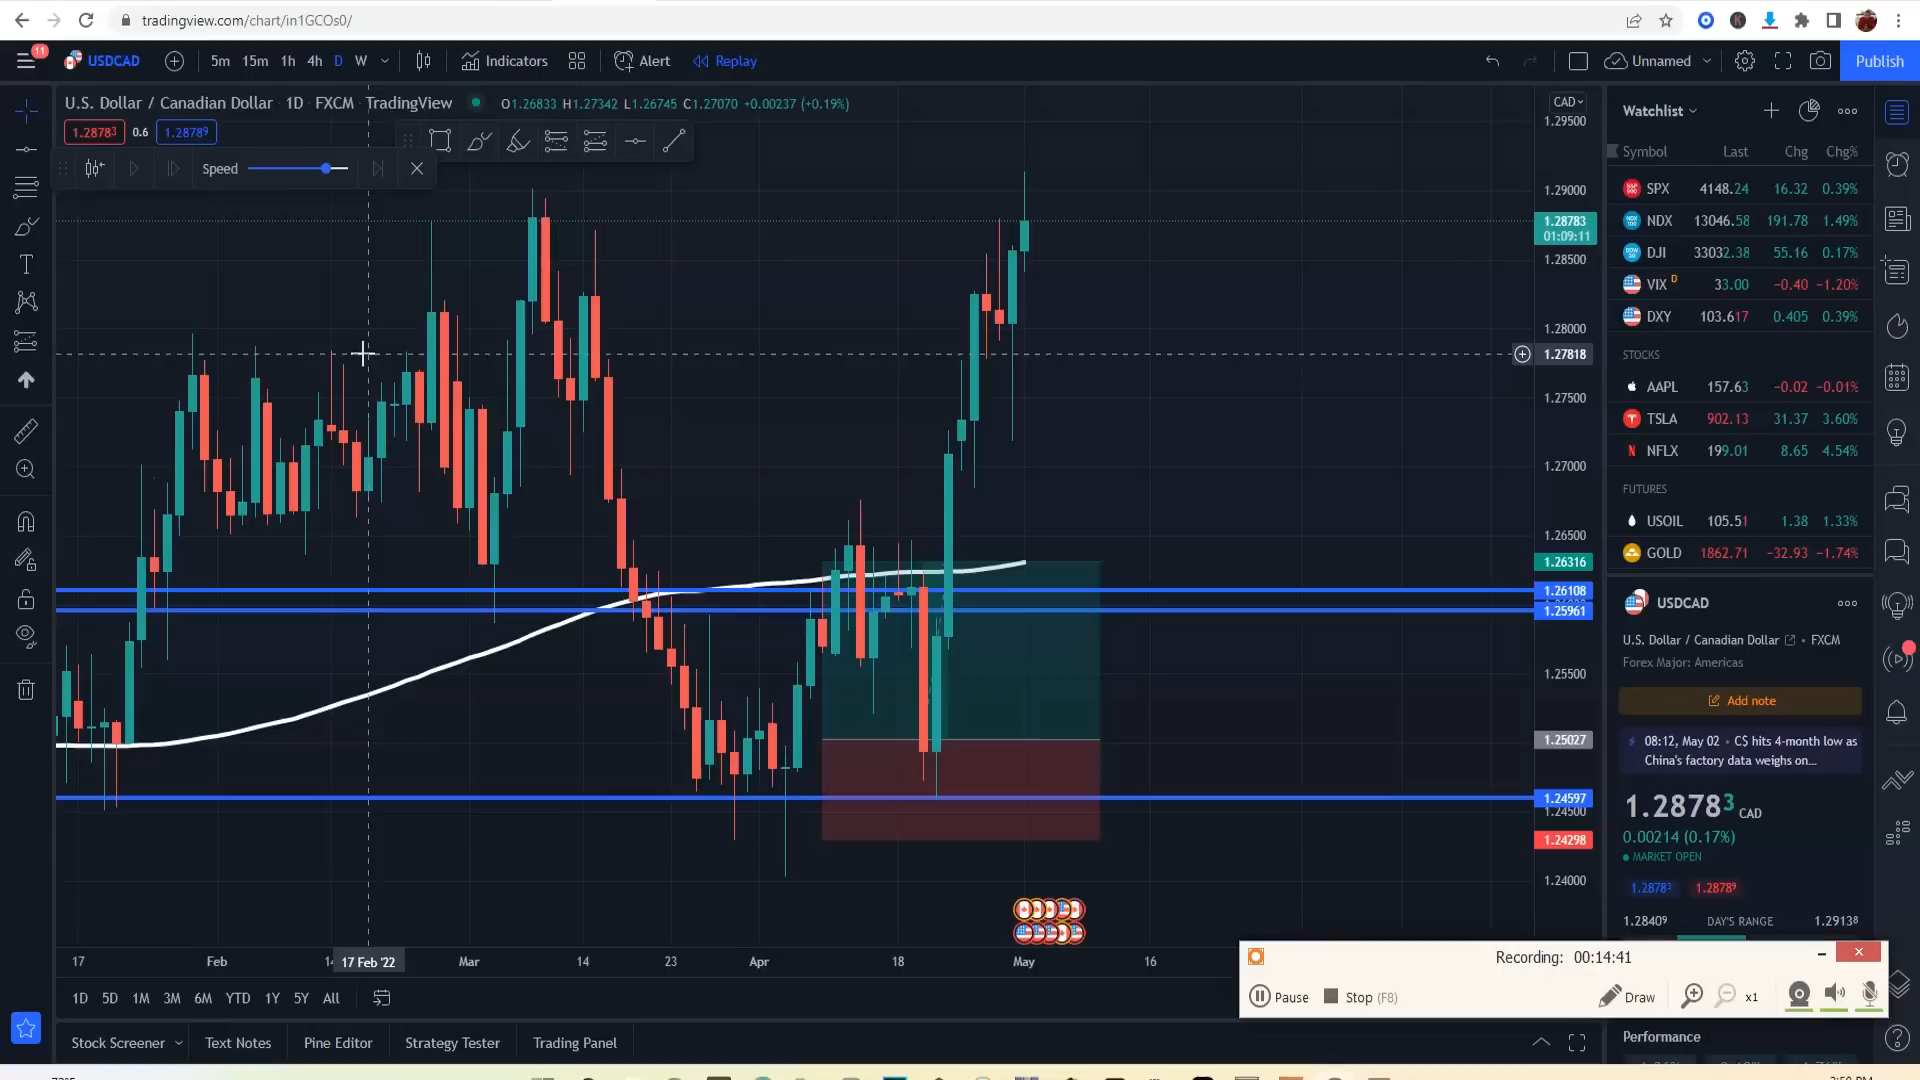 tradingview.com/chart/in1GCOs0/
11 USDCAD 5m 15m 1h 4h D W Indicators Alert Replay Unnamed Publish
U.S. Dollar / Canadian Dollar · 1D · FXCM · TradingView O1.26833 H1.27342 L1.26745 C1.27070 +0.00237 (+0.19%)
1.28783 0.6 1.28789
Speed
CAD
1.29500
1.29000
1.28783
01:09:11
1.28500
1.28000
1.27818
1.27500
1.27000
1.26500
1.26316
1.26108
1.25961
1.25500
1.25027
1.24597
1.24500
1.24298
1.24000
17 Feb 14 17 Feb '22 Mar 14 23 Apr 18 May 16
1D 5D 1M 3M 6M YTD 1Y 5Y All
Stock Screener Text Notes Pine Editor Strategy Tester Trading Panel
Watchlist
Symbol Last Chg Chg%
SPX 4148.24 16.32 0.39%
NDX 13046.58 191.78 1.49%
DJI 33032.38 55.16 0.17%
VIX D 33.00 −0.40 −1.20%
DXY 103.617 0.405 0.39%
STOCKS
AAPL 157.63 −0.02 −0.01%
TSLA 902.13 31.37 3.60%
NFLX 199.01 8.65 4.54%
FUTURES
USOIL 105.51 1.38 1.33%
GOLD 1862.71 −32.93 −1.74%
USDCAD
U.S. Dollar / Canadian Dollar • FXCM
Forex Major: Americas
Add note
08:12, May 02 • C$ hits 4-month low as
China's factory data weighs on...
1.28783 CAD
0.00214 (0.17%)
MARKET OPEN
1.28783 1.28789
1.28409 DAY'S RANGE 1.29138
Recording: 00:14:41
Pause Stop (F8) Draw x1
Performance